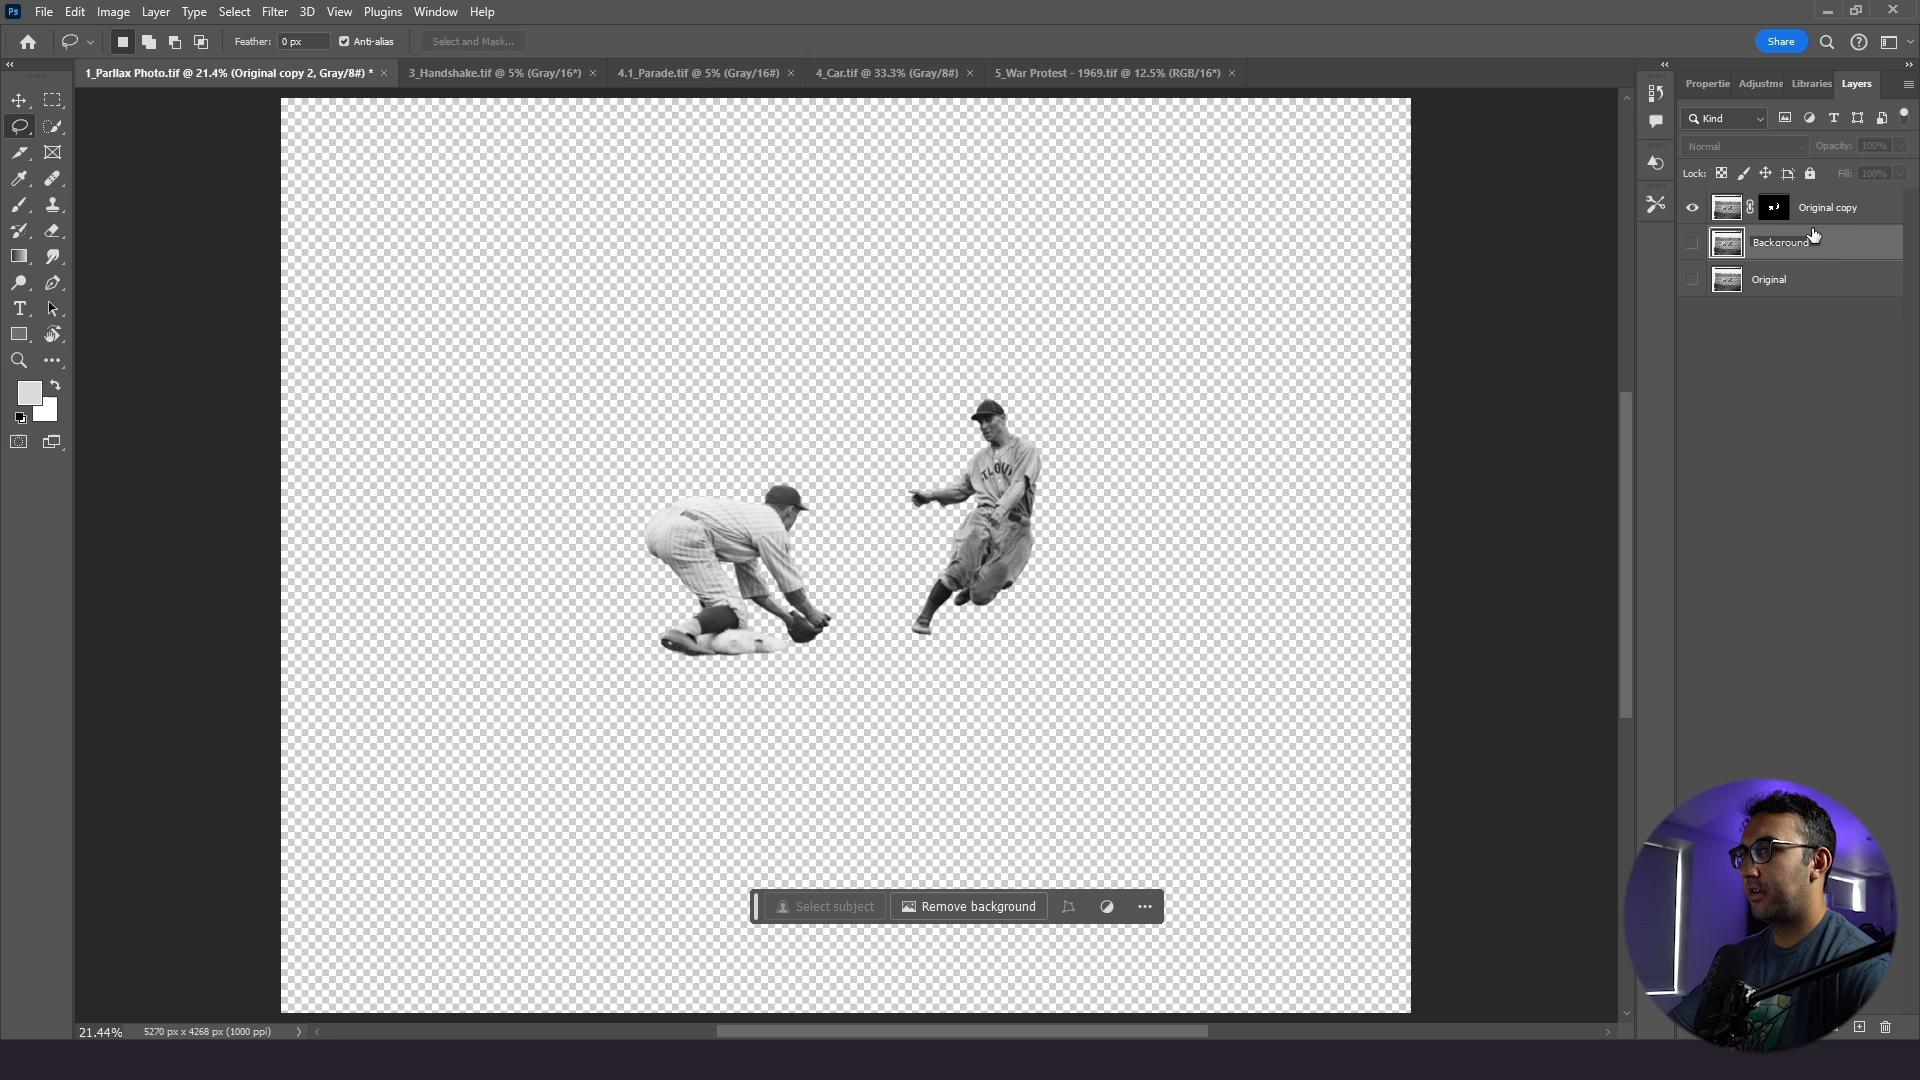 Ps File Edit Image Layer Type Select Filter 3D View Plugins Window Help
Feather: 0 px Anti-alias Select and Mask... Share
1_Parllax Photo.tif @ 21.4% (Original copy 2, Gray/8#) * 3_Handshake.tif @ 5% (Gray/16*) 4.1_Parade.tif @ 5% (Gray/16#) 4_Car.tif @ 33.3% (Gray/8#) 5_War Protest - 1969.tif @ 12.5% (RGB/16*)
Propertie Adjustme Libraries Layers
Kind
Normal Opacity: 100%
Lock: Fill: 100%
Original copy
Background
Original
Select subject Remove background
21.44% 5270 px x 4268 px (1000 ppi)